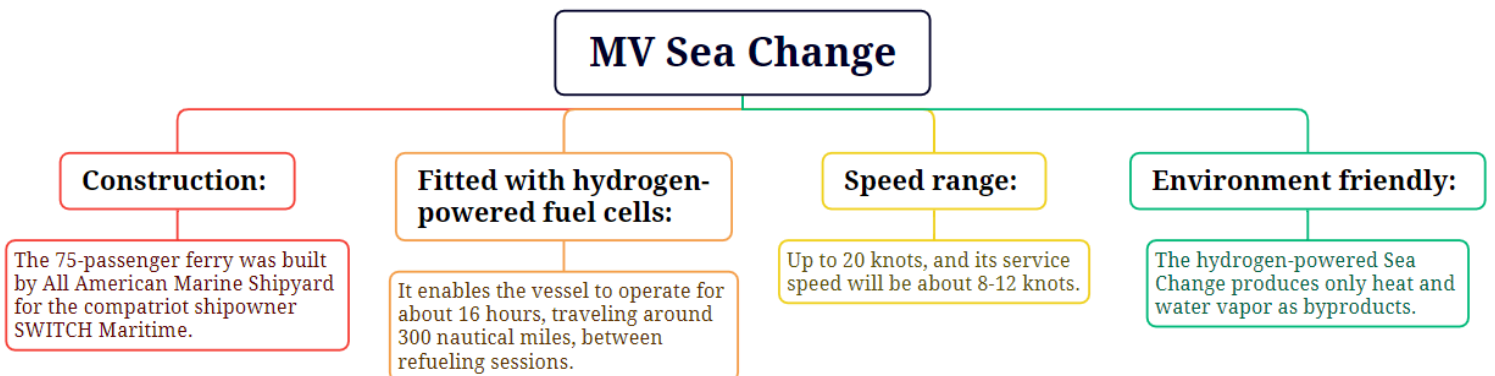 MV Sea Change
Construction:
The 75-passenger ferry was built
by All American Marine Shipyard
for the compatriot shipowner
SWITCH Maritime.
Fitted with hydrogen-
powered fuel cells:
It enables the vessel to operate for
about 16 hours, traveling around
300 nautical miles, between
refueling sessions.
Speed range:
Up to 20 knots, and its service
speed will be about 8-12 knots.
Environment friendly:
The hydrogen-powered Sea
Change produces only heat and
water vapor as byproducts.